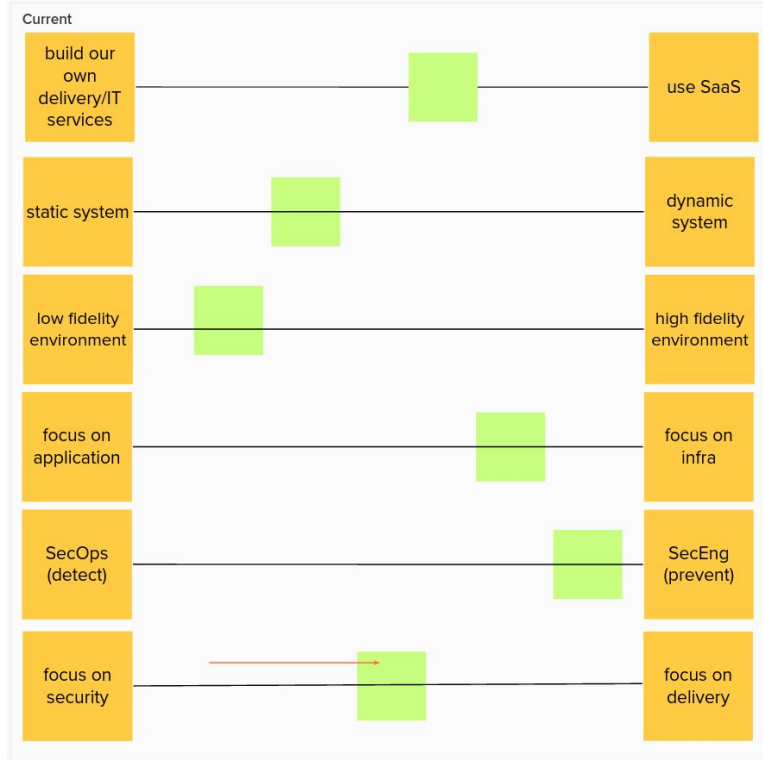 Current
build our
own
delivery/IT
services
use SaaS
static system
dynamic
system
low fidelity
environment
high fidelity
environment
focus on
application
focus on
infra
SecOps
(detect)
SecEng
(prevent)
focus on
security
focus on
delivery